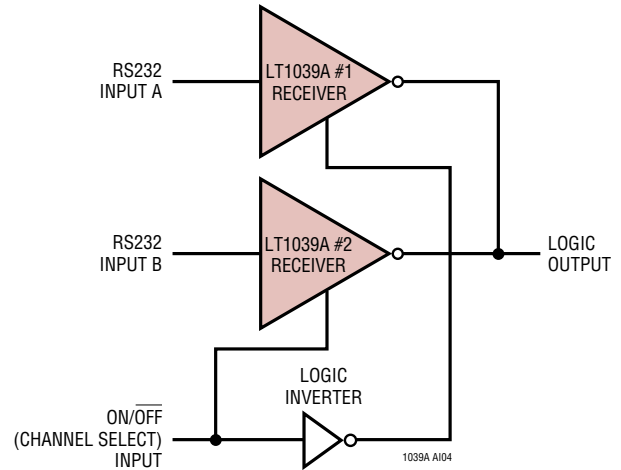 RS232
INPUT A
LT1039A #1
RECEIVER
RS232
INPUT B
LT1039A #2
RECEIVER
LOGIC
OUTPUT
LOGIC
INVERTER
ON/OFF
(CHANNEL SELECT)
INPUT
1039A AI04